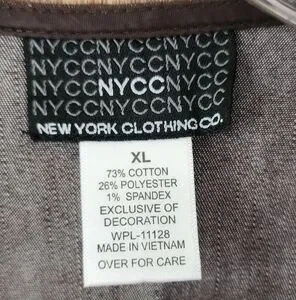 NYCCNYCCNYCC
NYCCNYCCNYCC
NYCCNYCCNYCC
NYCCNYCCNYCC
NEW YORK CLOTHING CO.
XL
73% COTTON
26% POLYESTER
1% SPANDEX
EXCLUSIVE OF
DECORATION
WPL-11128
MADE IN VIETNAM
OVER FOR CARE